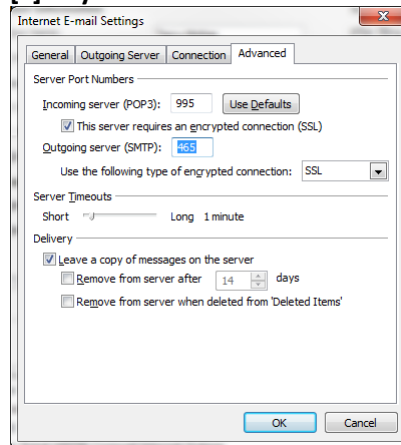 Internet E-mail Settings
General Outgoing Server Connection Advanced
Server Port Numbers
Incoming server (POP3): 995 Use Defaults
This server requires an encrypted connection (SSL)
Outgoing server (SMTP): 465
Use the following type of encrypted connection: SSL
Server Timeouts
Short Long 1 minute
Delivery
Leave a copy of messages on the server
Remove from server after 14 days
Remove from server when deleted from 'Deleted Items'
OK Cancel